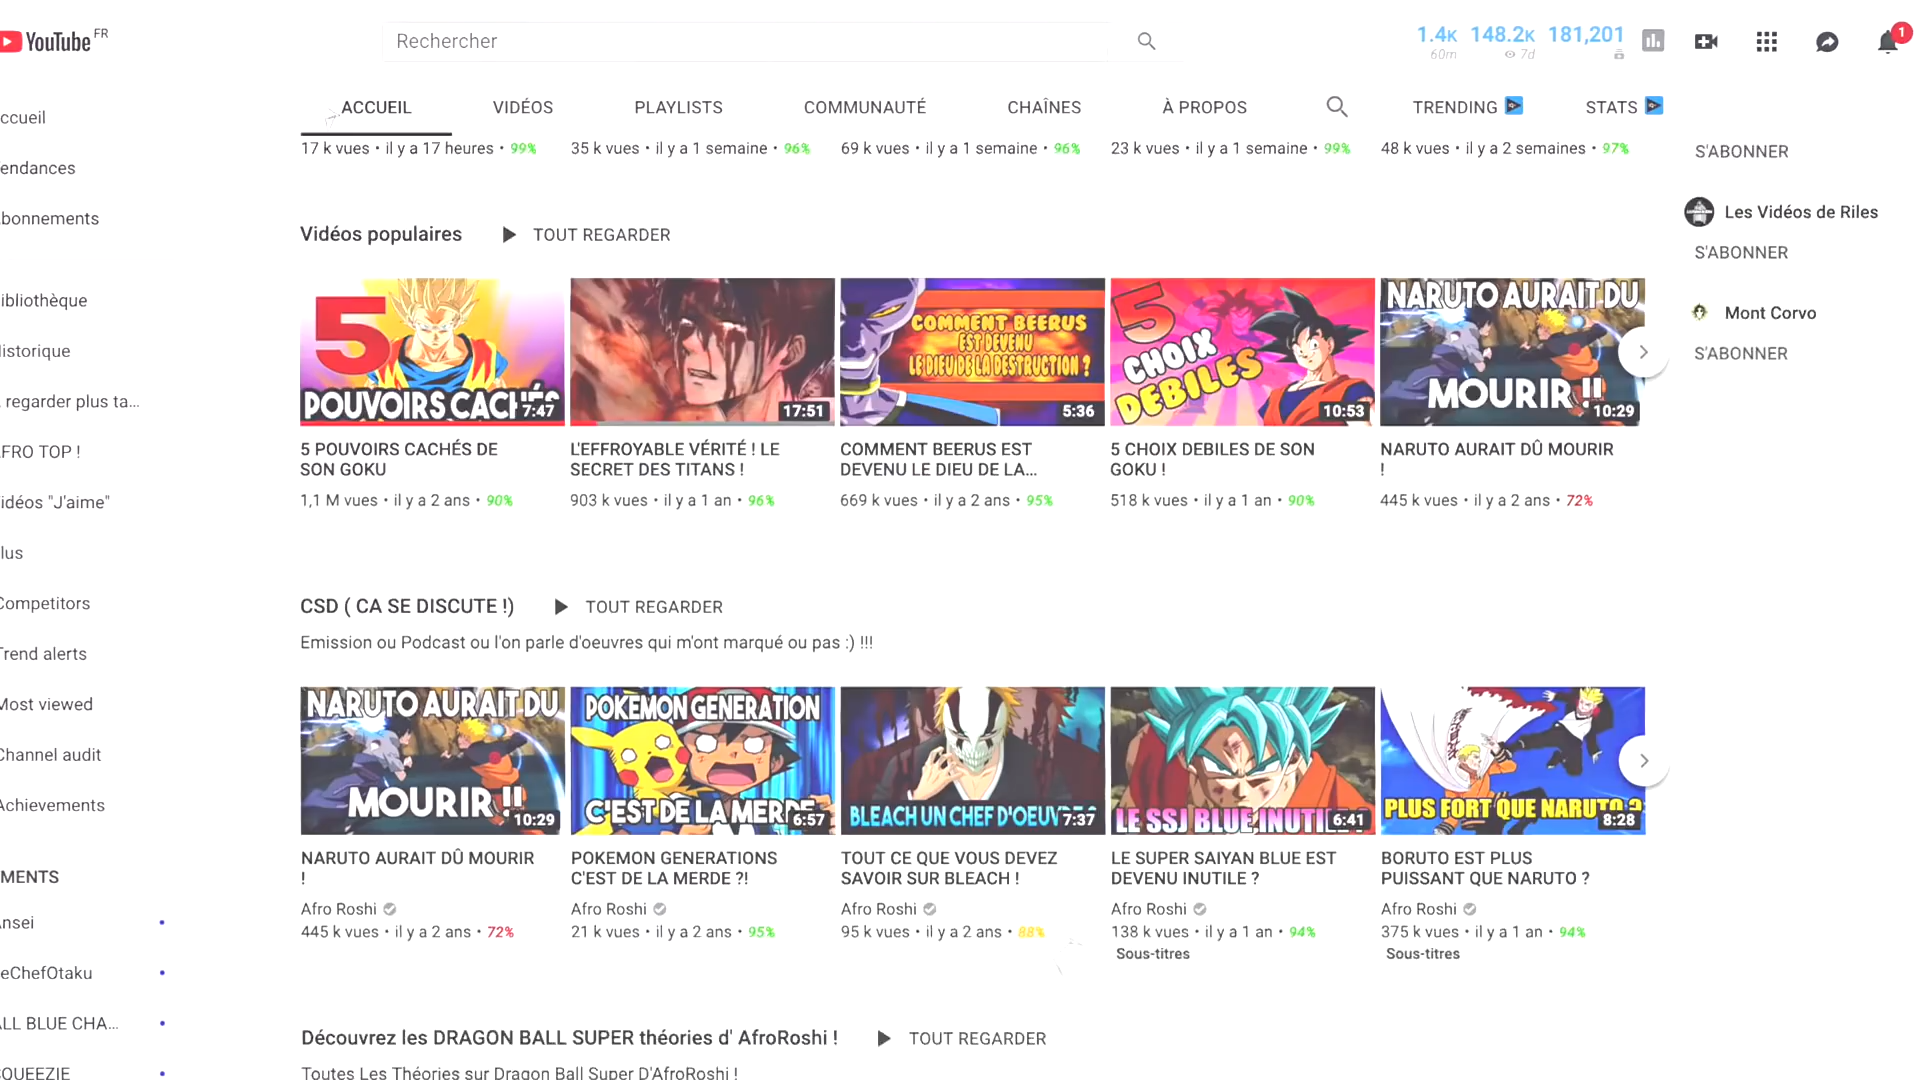 YouTube FR
Rechercher
1.4K 148.2K 181,201
60m 7d
1
ACCUEIL VIDÉOS PLAYLISTS COMMUNAUTÉ CHAÎNES À PROPOS TRENDING STATS
17 k vues • il y a 17 heures • 99%
35 k vues • il y a 1 semaine • 96%
69 k vues • il y a 1 semaine • 96%
23 k vues • il y a 1 semaine • 99%
48 k vues • il y a 2 semaines • 97%
S'ABONNER
Les Vidéos de Riles
S'ABONNER
Mont Corvo
S'ABONNER
ccueil
endances
bonnements
ibliothèque
istorique
regarder plus ta...
FRO TOP !
idéos "J'aime"
lus
Competitors
Trend alerts
Most viewed
Channel audit
Achievements
MENTS
nsei
eChefOtaku
LL BLUE CHA...
QUEEZIE
Vidéos populaires TOUT REGARDER
5
POUVOIRS CACHÉS
7:47
17:51
COMMENT BEERUS
EST DEVENU
LE DIEU DE LA DESTRUCTION ?
5:36
5
CHOIX
DEBILES
10:53
NARUTO AURAIT DU
MOURIR !!
10:29
5 POUVOIRS CACHÉS DE
SON GOKU
1,1 M vues • il y a 2 ans • 90%
L'EFFROYABLE VÉRITÉ ! LE
SECRET DES TITANS !
903 k vues • il y a 1 an • 96%
COMMENT BEERUS EST
DEVENU LE DIEU DE LA...
669 k vues • il y a 2 ans • 95%
5 CHOIX DEBILES DE SON
GOKU !
518 k vues • il y a 1 an • 90%
NARUTO AURAIT DÛ MOURIR
!
445 k vues • il y a 2 ans • 72%
CSD ( CA SE DISCUTE !) TOUT REGARDER
Emission ou Podcast ou l'on parle d'oeuvres qui m'ont marqué ou pas :) !!!
NARUTO AURAIT DU
MOURIR !!
10:29
POKEMON GENERATION
C'EST DE LA MERDE
6:57
BLEACH UN CHEF D'OEUV
7:37
LE SSJ BLUE INUTIL
6:41
PLUS FORT QUE NARUTO ?
8:28
NARUTO AURAIT DÛ MOURIR
!
Afro Roshi
445 k vues • il y a 2 ans • 72%
POKEMON GENERATIONS
C'EST DE LA MERDE ?!
Afro Roshi
21 k vues • il y a 2 ans • 95%
TOUT CE QUE VOUS DEVEZ
SAVOIR SUR BLEACH !
Afro Roshi
95 k vues • il y a 2 ans • 88%
LE SUPER SAIYAN BLUE EST
DEVENU INUTILE ?
Afro Roshi
138 k vues • il y a 1 an • 94%
Sous-titres
BORUTO EST PLUS
PUISSANT QUE NARUTO ?
Afro Roshi
375 k vues • il y a 1 an • 94%
Sous-titres
Découvrez les DRAGON BALL SUPER théories d' AfroRoshi ! TOUT REGARDER
Toutes Les Théories sur Dragon Ball Super D'AfroRoshi !